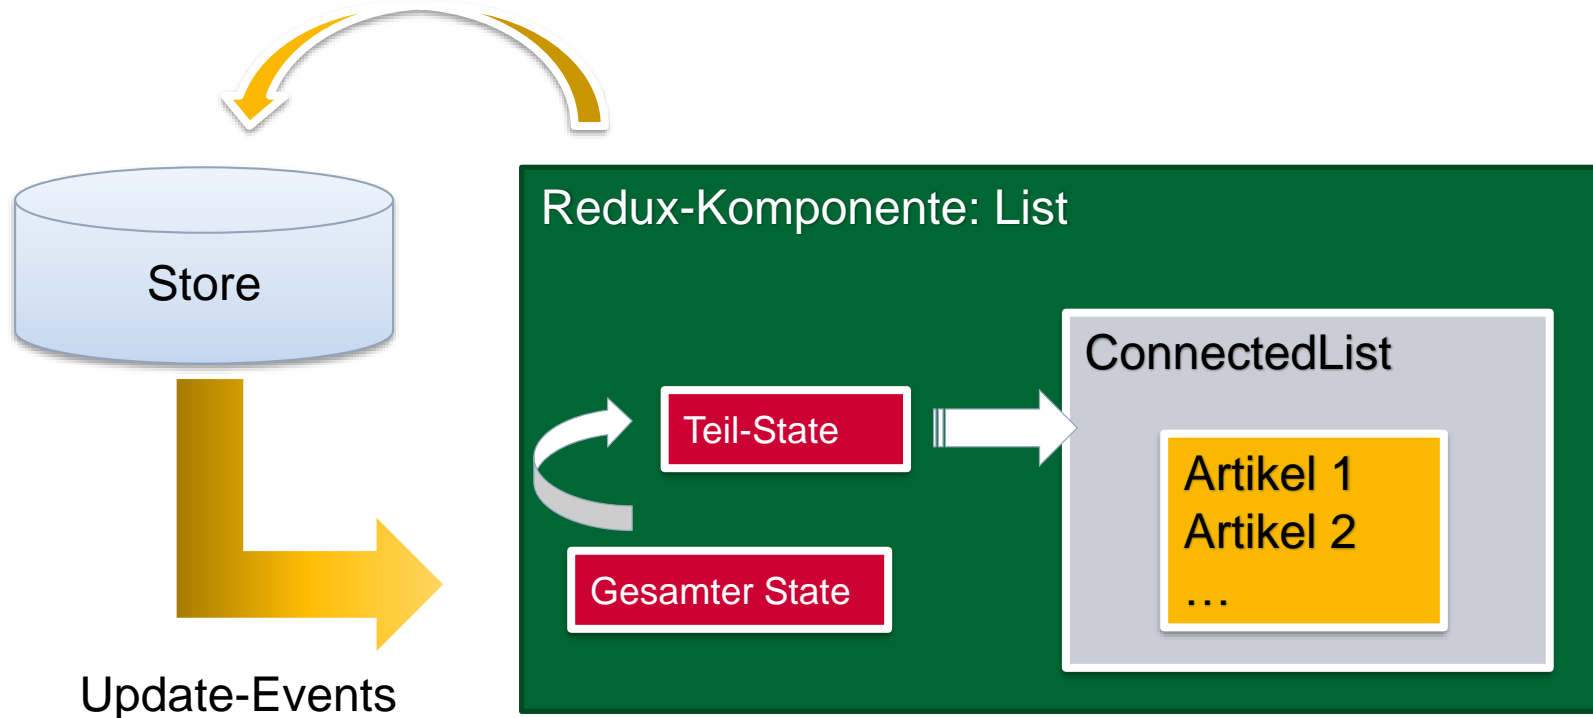 Redux-Komponente: List
Store
ConnectedList
Teil-State
Artikel 1
Artikel 2
…
Gesamter State
Update-Events